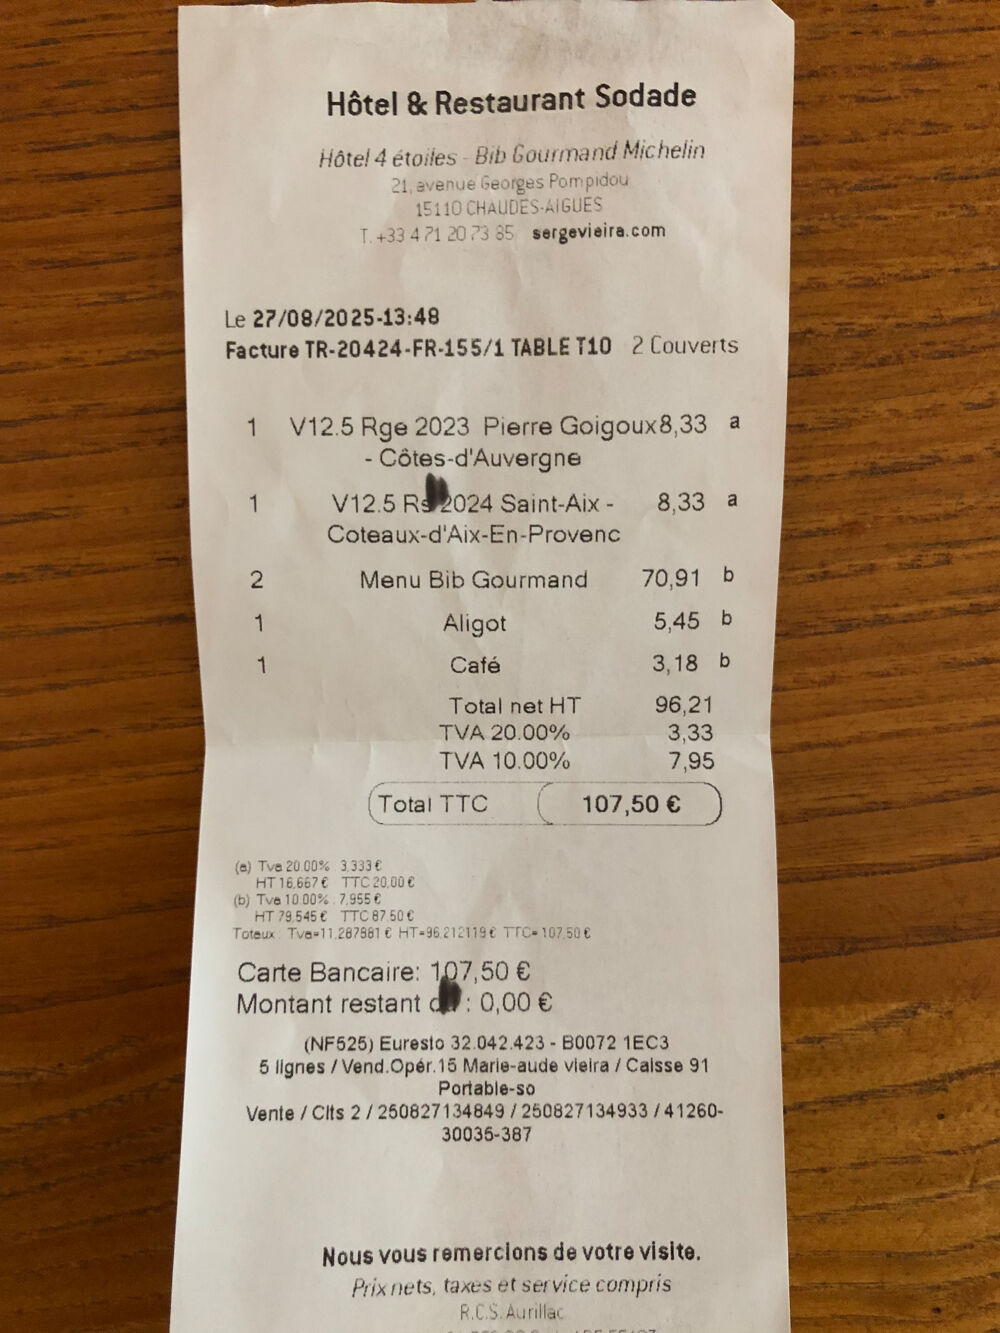 Hôtel & Restaurant Sodade
Hôtel 4 étoiles - Bib Gourmand Michelin
21, avenue Georges Pompidou
15110 CHAUDES-AIGUES
T. +33 4 71 20 73 85 sergevieira.com
Le 27/08/2025-13:48
Facture TR-20424-FR-155/1 TABLE T10 2 Couverts
1 V12.5 Rge 2023 Pierre Goigoux 8,33 a
- Côtes-d'Auvergne
1 V12.5 Rs 2024 Saint-Aix - 8,33 a
Coteaux-d'Aix-En-Provenc
2 Menu Bib Gourmand 70,91 b
1 Aligot 5,45 b
1 Café 3,18 b
Total net HT 96,21
TVA 20.00% 3,33
TVA 10.00% 7,95
Total TTC 107,50 €
(a) Tva 20.00% 3,333 €
HT 16,667 € TTC 20,00 €
(b) Tva 10.00% : 7,955 €
HT 79,545 € TTC 87,50 €
Totaux : Tva=11,287881 € HT=96,212119 € TTC= 107,50 €
Carte Bancaire: 107,50 €
Montant restant : 0,00 €
(NF525) Euresto 32.042.423 - B0072 1EC3
5 lignes / Vend.Opér.15 Marie-aude vieira / Caisse 91
Portable-so
Vente / Clts 2 / 250827134849 / 250827134933 / 41260-
30035-387
Nous vous remercions de votre visite.
Prix nets, taxes et service compris
R.C.S. Aurillac